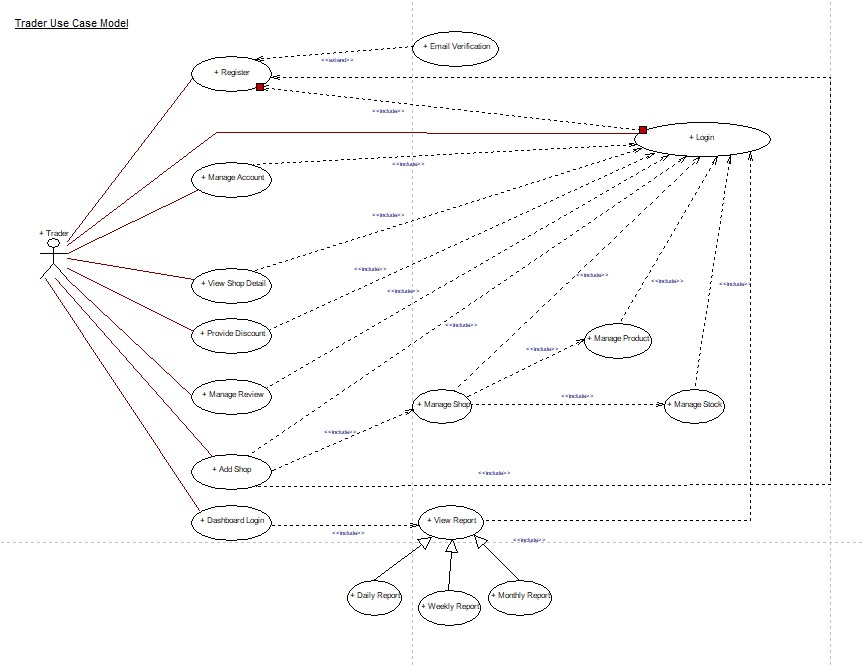 Trader Use Case Model
+ Email Verification
<<extend>>
+ Register
<<include>>
+ Login
<<include>>
+ Manage Account
<<include>>
+ Trader
<<include>>
<<include>>
+ View Shop Detail
<<include>>
<<include>>
<<include>>
+ Provide Discount
<<include>>
+ Manage Product
<<include>>
+ Manage Review
<<include>>
+ Manage Shop
+ Manage Stock
<<include>>
+ Add Shop
<<include>>
+ Dashboard Login
+ View Report
<<include>>
<<include>>
+ Daily Report
+ Weekly Report
+ Monthly Report